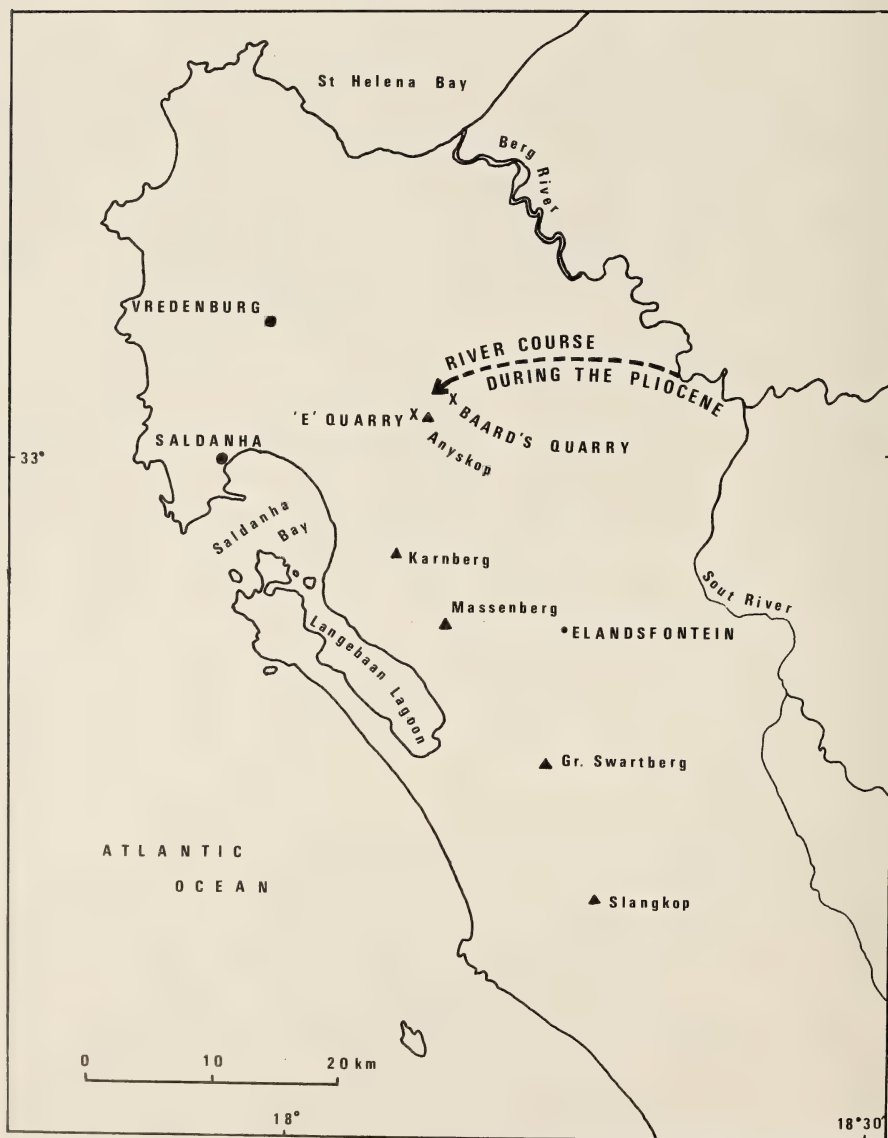 St Helena Bay
Berg River
VREDENBURG
RIVER COURSE
DURING THE PLIOCENE
'E' QUARRY X
X BAARD'S QUARRY
Anyskop
SALDANHA
33°
Saldanha
Bay
Karnberg
Sout River
Massenberg
ELANDSFONTEIN
Langebaan Lagoon
Gr. Swartberg
ATLANTIC
OCEAN
Slangkop
0 10 20 km
18°
18°30'